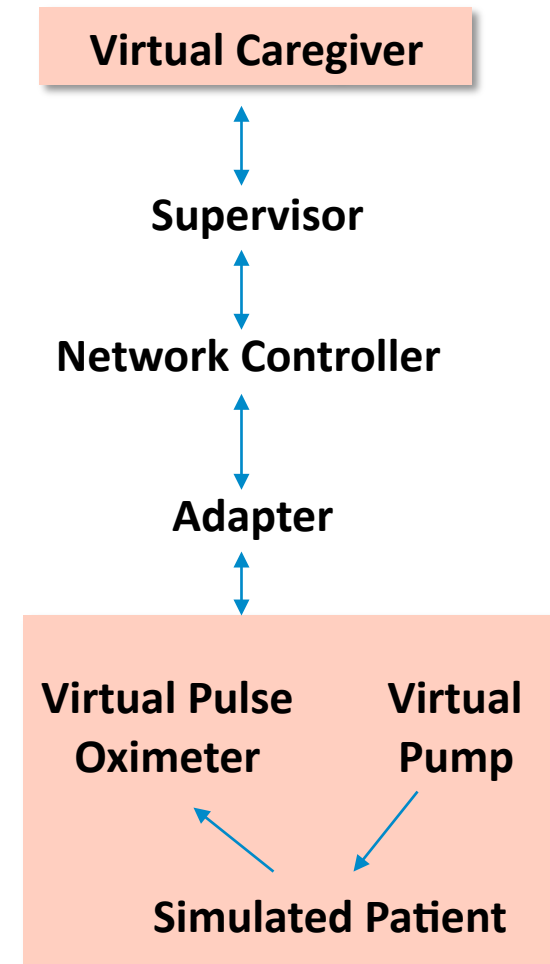 Virtual Caregiver
Supervisor
Network Controller
Adapter
Virtual Pulse
Oximeter
Virtual
Pump
Simulated Patient